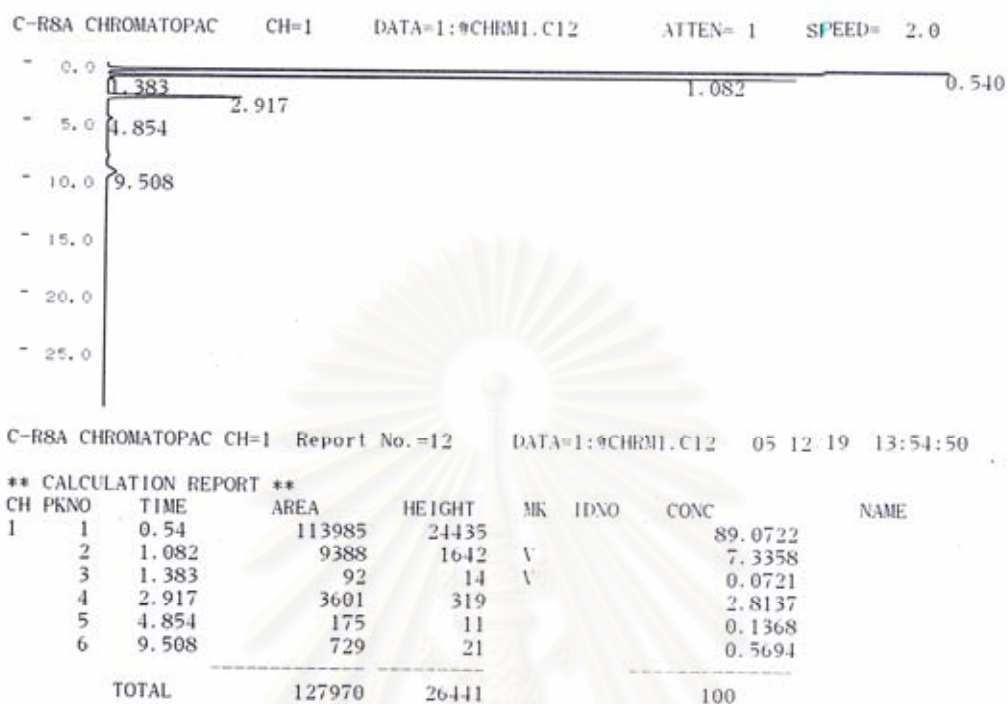 C-R8A CHROMATOPAC CH=1 DATA=1:@CHRM1.C12 ATTEN= 1 SPEED= 2.0
0.0
0.540
1.383 1.082
2.917
5.0 4.854
10.0 9.508
15.0
20.0
25.0
C-R8A CHROMATOPAC CH=1 Report No.=12 DATA=1:@CHRM1.C12 05 12/19 13:54:50
** CALCULATION REPORT **
CH PKNO TIME AREA HEIGHT MK IDNO CONC NAME
1 1 0.54 113985 24435 89.0722
2 1.082 9388 1642 V 7.3358
3 1.383 92 14 V 0.0721
4 2.917 3601 319 2.8137
5 4.854 175 11 0.1368
6 9.508 729 21 0.5694
TOTAL 127970 26441 100